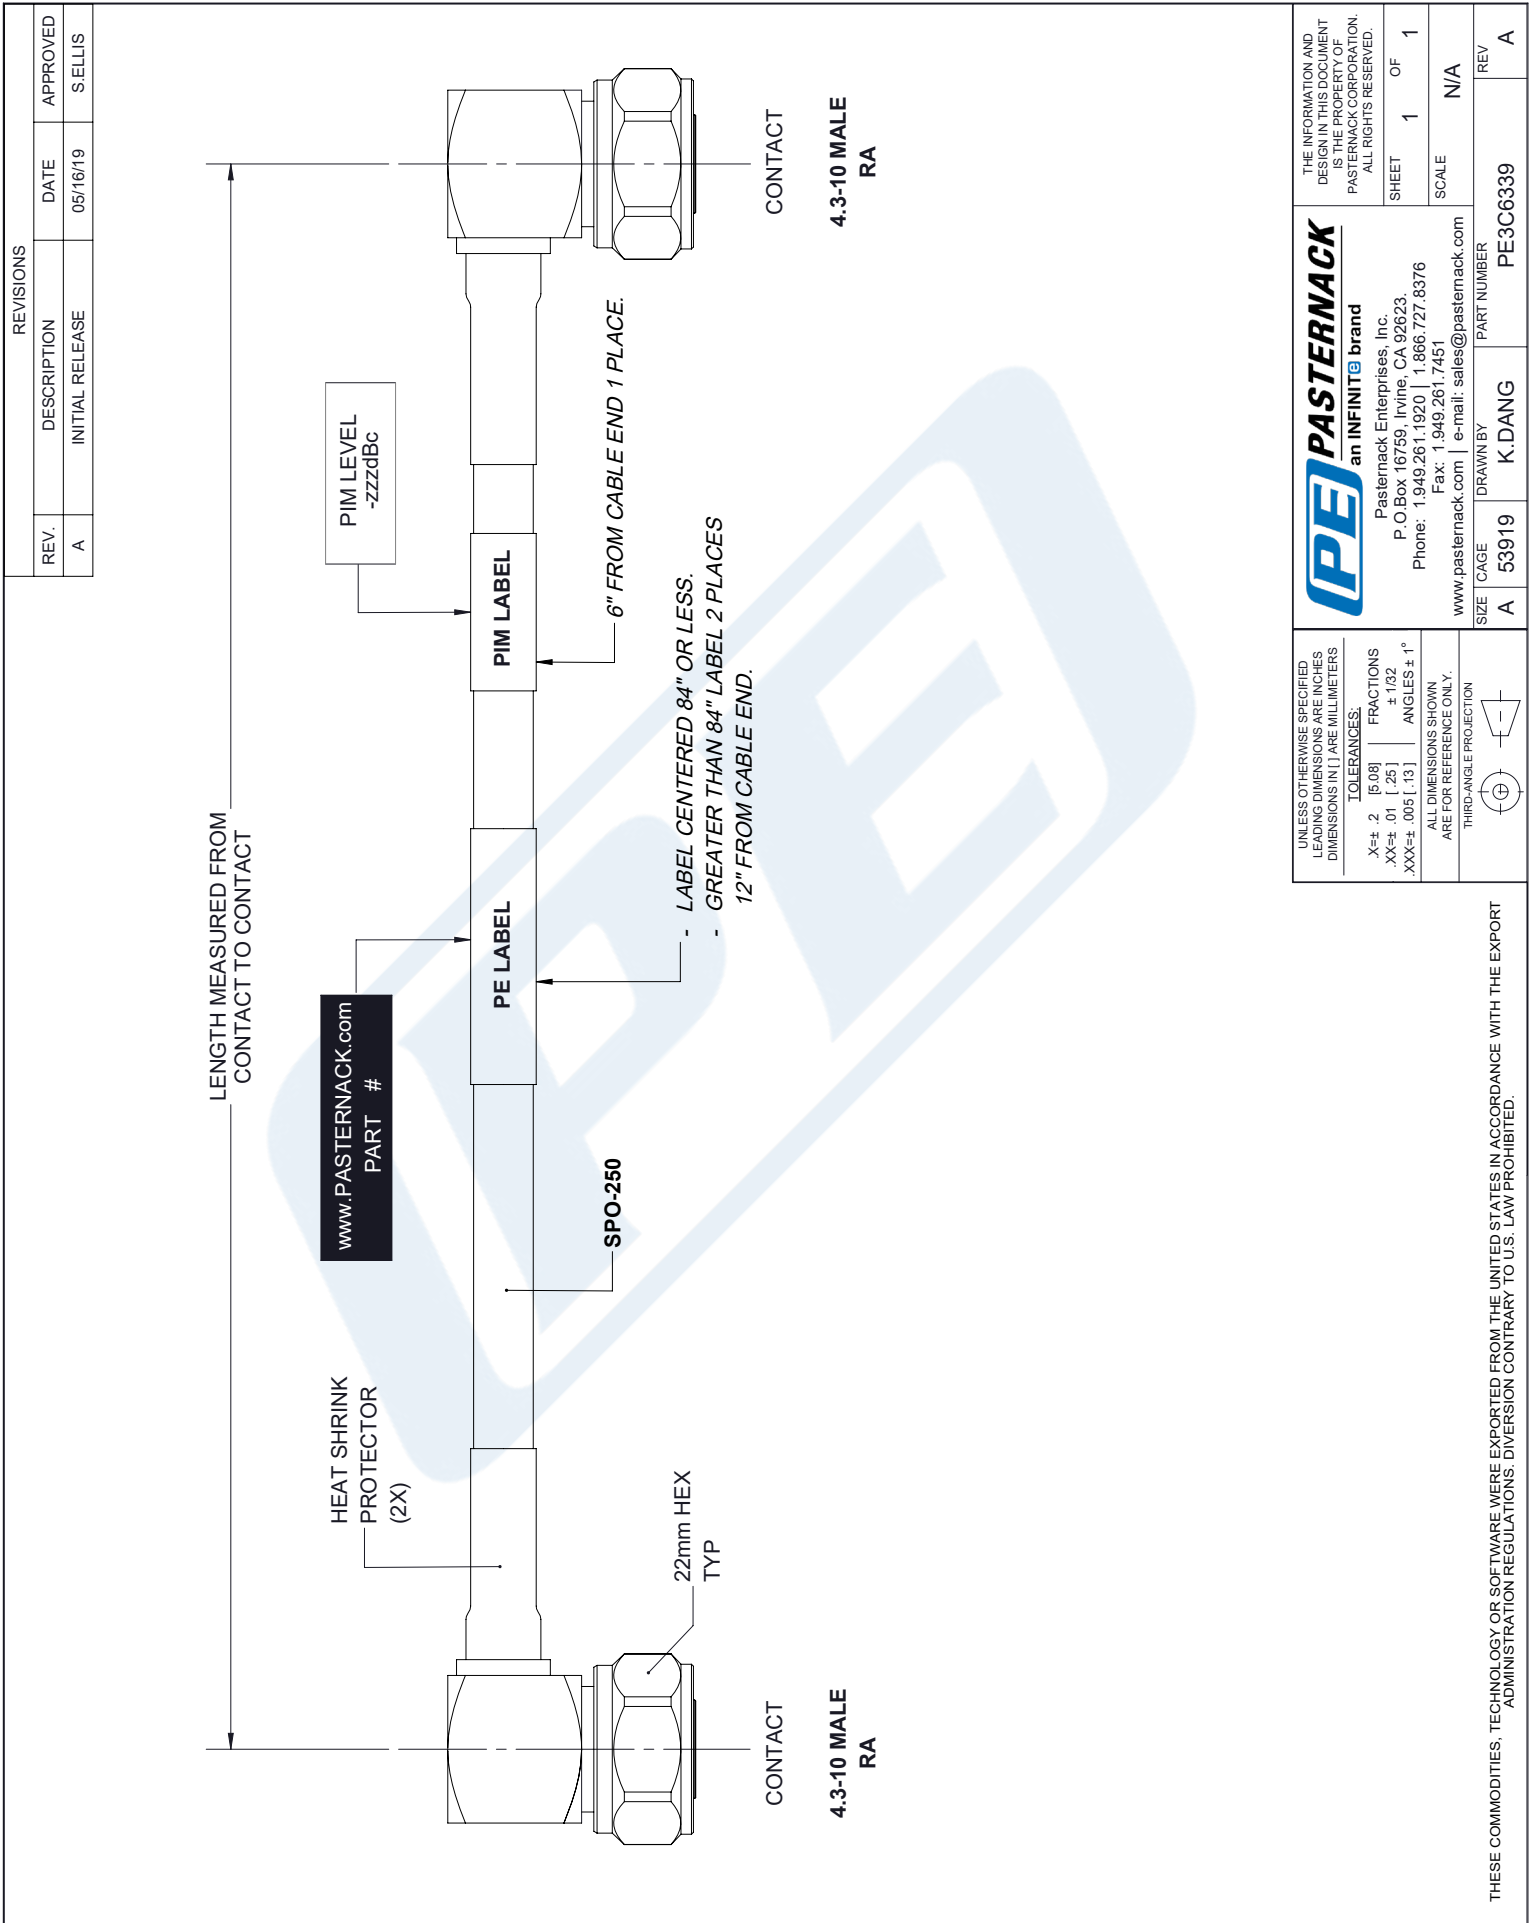 REVISIONS
REV.
DESCRIPTION
DATE
APPROVED
A
INITIAL RELEASE
05/16/19
S.ELLIS
LENGTH MEASURED FROM
CONTACT TO CONTACT
HEAT SHRINK
PROTECTOR
(2X)
www.PASTERNACK.com
PART #
PIM LEVEL
-zzzdBc
PE LABEL
PIM LABEL
6" FROM CABLE END 1 PLACE.
SPO-250
- LABEL CENTERED 84" OR LESS.
- GREATER THAN 84" LABEL 2 PLACES
12" FROM CABLE END.
22mm HEX
TYP
CONTACT
4.3-10 MALE
RA
CONTACT
4.3-10 MALE
RA
PE
THESE COMMODITIES, TECHNOLOGY OR SOFTWARE WERE EXPORTED FROM THE UNITED STATES IN ACCORDANCE WITH THE EXPORT
ADMINISTRATION REGULATIONS. DIVERSION CONTRARY TO U.S. LAW PROHIBITED.
UNLESS OTHERWISE SPECIFIED
LEADING DIMENSIONS ARE INCHES
DIMENSIONS IN [ ] ARE MILLIMETERS
TOLERANCES:
.X=± .2 [5.08]
.XX=± .01 [.25]
.XXX=± .005 [.13]
FRACTIONS
± 1/32
ANGLES ± 1°
ALL DIMENSIONS SHOWN
ARE FOR REFERENCE ONLY.
THIRD-ANGLE PROJECTION
PE PASTERNACK
an INFINITe brand
Pasternack Enterprises, Inc.
P.O.Box 16759, Irvine, CA 92623.
Phone: 1.949.261.1920 | 1.866.727.8376
Fax: 1.949.261.7451
www.pasternack.com | e-mail: sales@pasternack.com
THE INFORMATION AND
DESIGN IN THIS DOCUMENT
IS THE PROPERTY OF
PASTERNACK CORPORATION.
ALL RIGHTS RESERVED.
SHEET 1 OF 1
SCALE
N/A
SIZE
A
CAGE
53919
DRAWN BY
K.DANG
PART NUMBER
PE3C6339
REV
A